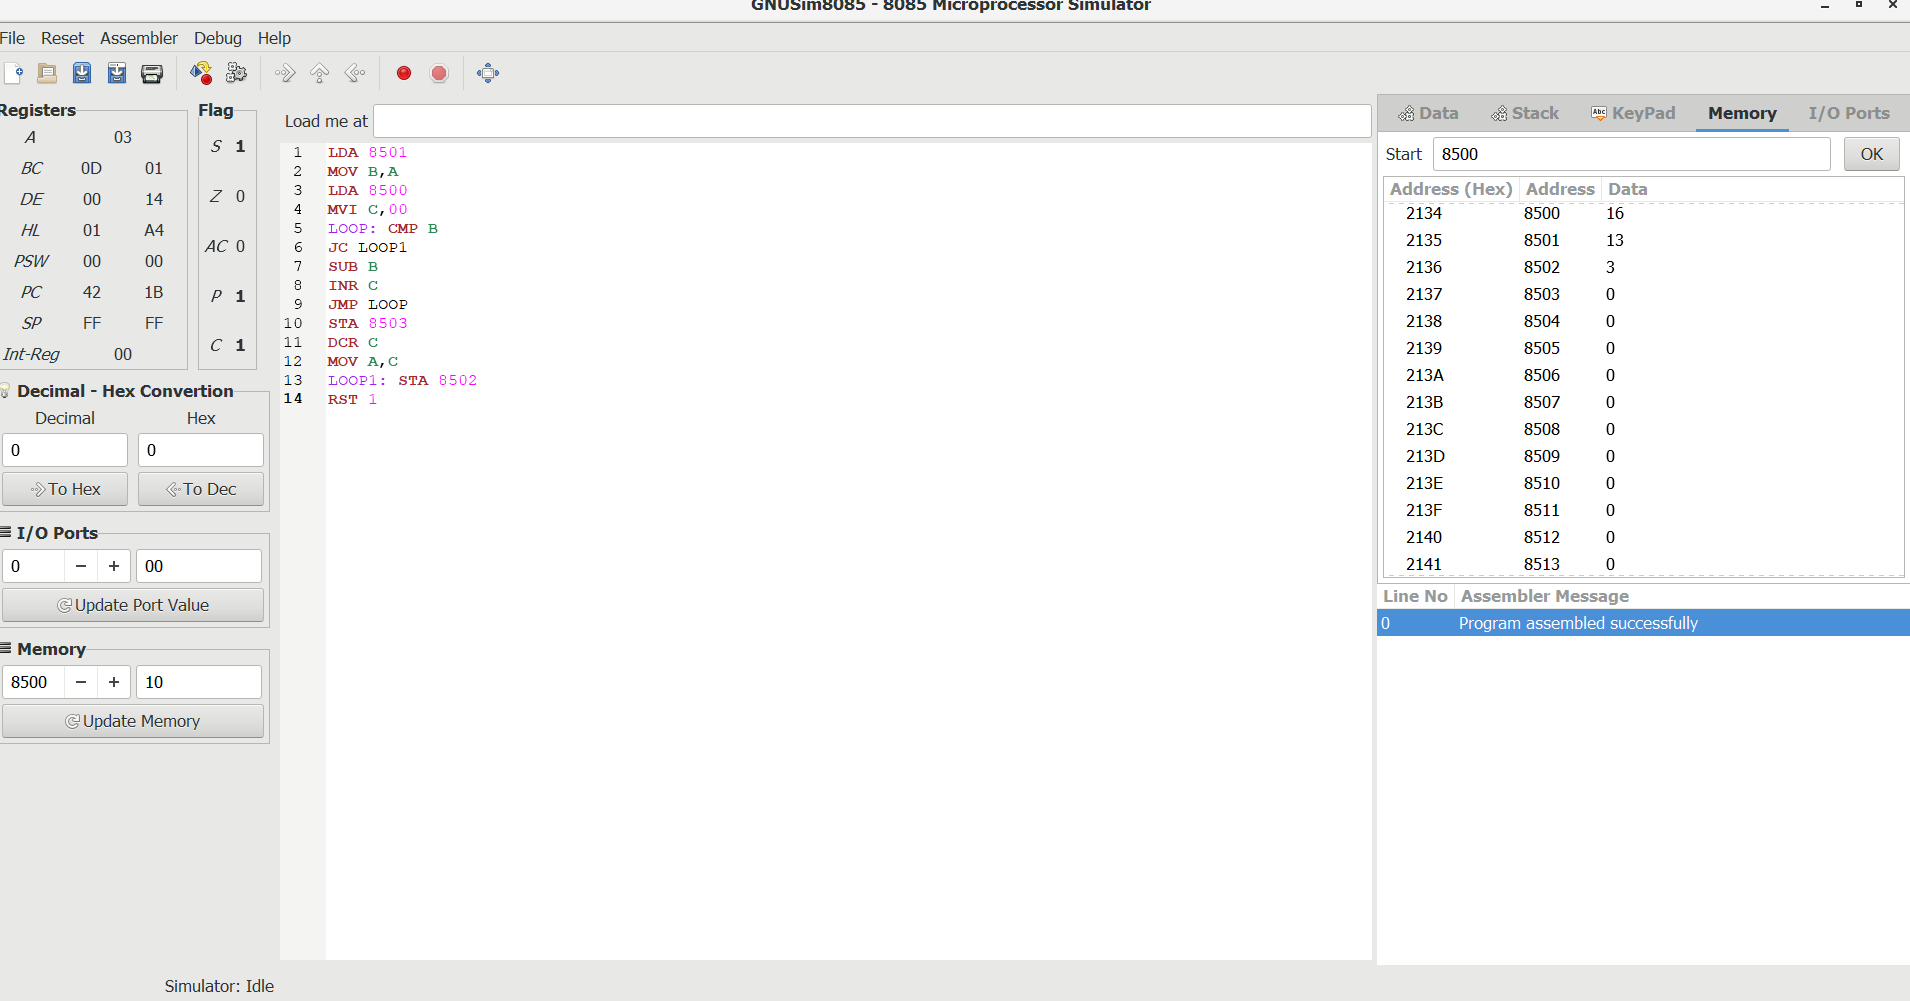 GNUSim8085 - 8085 Microprocessor Simulator
File Reset Assembler Debug Help
Registers
A 03
BC 0D 01
DE 00 14
HL 01 A4
PSW 00 00
PC 42 1B
SP FF FF
Int-Reg 00
Flag
S 1
Z 0
AC 0
P 1
C 1
Decimal - Hex Convertion
Decimal Hex
0 0
To Hex To Dec
I/O Ports
0 − + 00
Update Port Value
Memory
8500 − + 10
Update Memory
Load me at
1 LDA 8501
2 MOV B,A
3 LDA 8500
4 MVI C,00
5 LOOP: CMP B
6 JC LOOP1
7 SUB B
8 INR C
9 JMP LOOP
10 STA 8503
11 DCR C
12 MOV A,C
13 LOOP1: STA 8502
14 RST 1
Data Stack Abc KeyPad Memory I/O Ports
Start 8500 OK
Address (Hex) Address Data
2134 8500 16
2135 8501 13
2136 8502 3
2137 8503 0
2138 8504 0
2139 8505 0
213A 8506 0
213B 8507 0
213C 8508 0
213D 8509 0
213E 8510 0
213F 8511 0
2140 8512 0
2141 8513 0
Line No Assembler Message
0 Program assembled successfully
Simulator: Idle